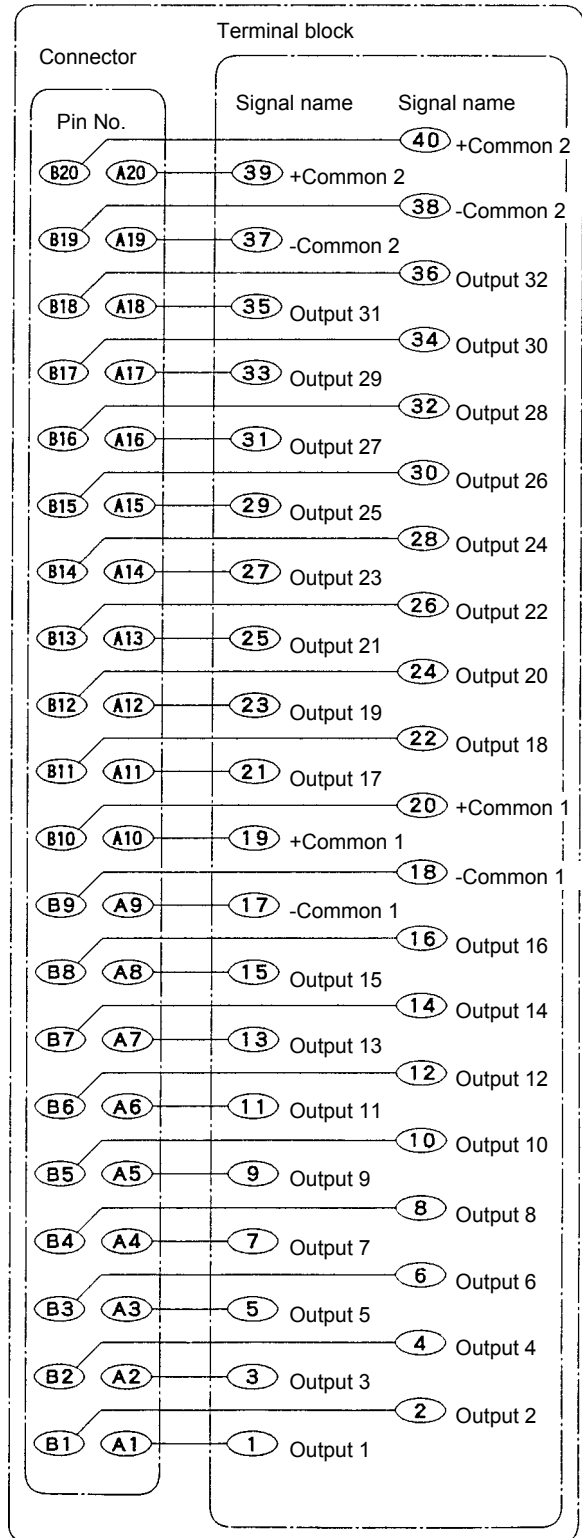 Terminal block
Connector
Signal name Signal name
Pin No.
40 +Common 2
B20 A20 39 +Common 2
38 -Common 2
B19 A19 37 -Common 2
36 Output 32
B18 A18 35 Output 31
34 Output 30
B17 A17 33 Output 29
32 Output 28
B16 A16 31 Output 27
30 Output 26
B15 A15 29 Output 25
28 Output 24
B14 A14 27 Output 23
26 Output 22
B13 A13 25 Output 21
24 Output 20
B12 A12 23 Output 19
22 Output 18
B11 A11 21 Output 17
20 +Common 1
B10 A10 19 +Common 1
18 -Common 1
B9 A9 17 -Common 1
16 Output 16
B8 A8 15 Output 15
14 Output 14
B7 A7 13 Output 13
12 Output 12
B6 A6 11 Output 11
10 Output 10
B5 A5 9 Output 9
8 Output 8
B4 A4 7 Output 7
6 Output 6
B3 A3 5 Output 5
4 Output 4
B2 A2 3 Output 3
2 Output 2
B1 A1 1 Output 1